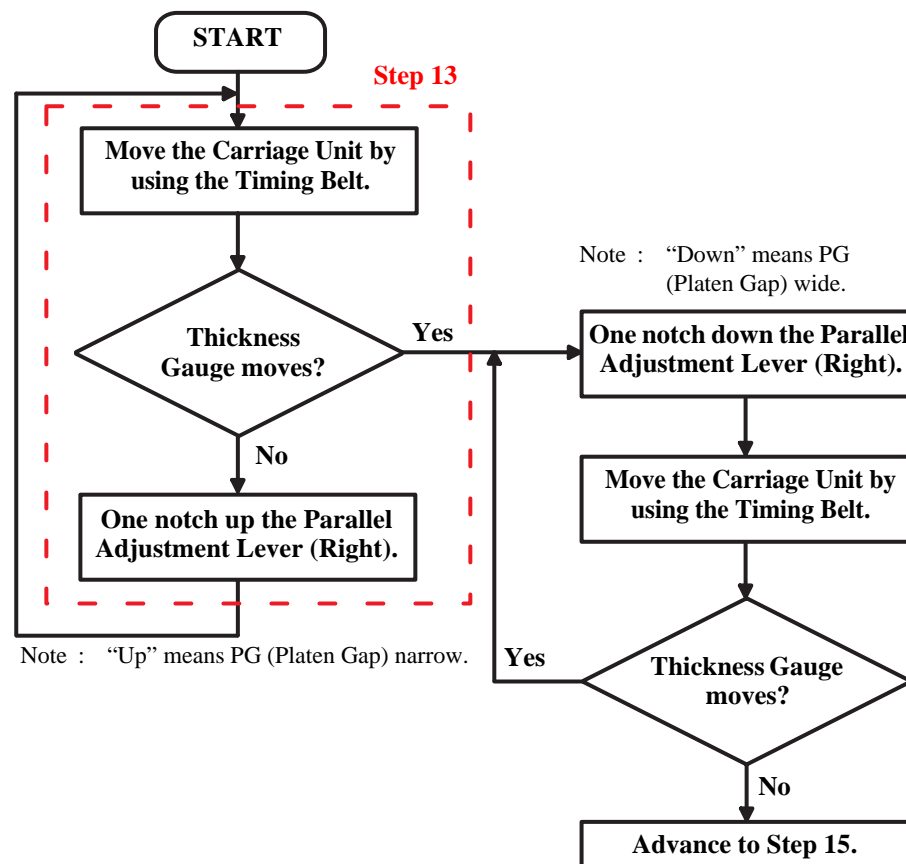 START
Step 13
Move the Carriage Unit by
using the Timing Belt.
Thickness
Gauge moves?
Yes
No
One notch up the Parallel
Adjustment Lever (Right).
Note : “Up” means PG (Platen Gap) narrow.
Note : “Down” means PG
(Platen Gap) wide.
One notch down the Parallel
Adjustment Lever (Right).
Move the Carriage Unit by
using the Timing Belt.
Thickness Gauge
moves?
Yes
No
Advance to Step 15.